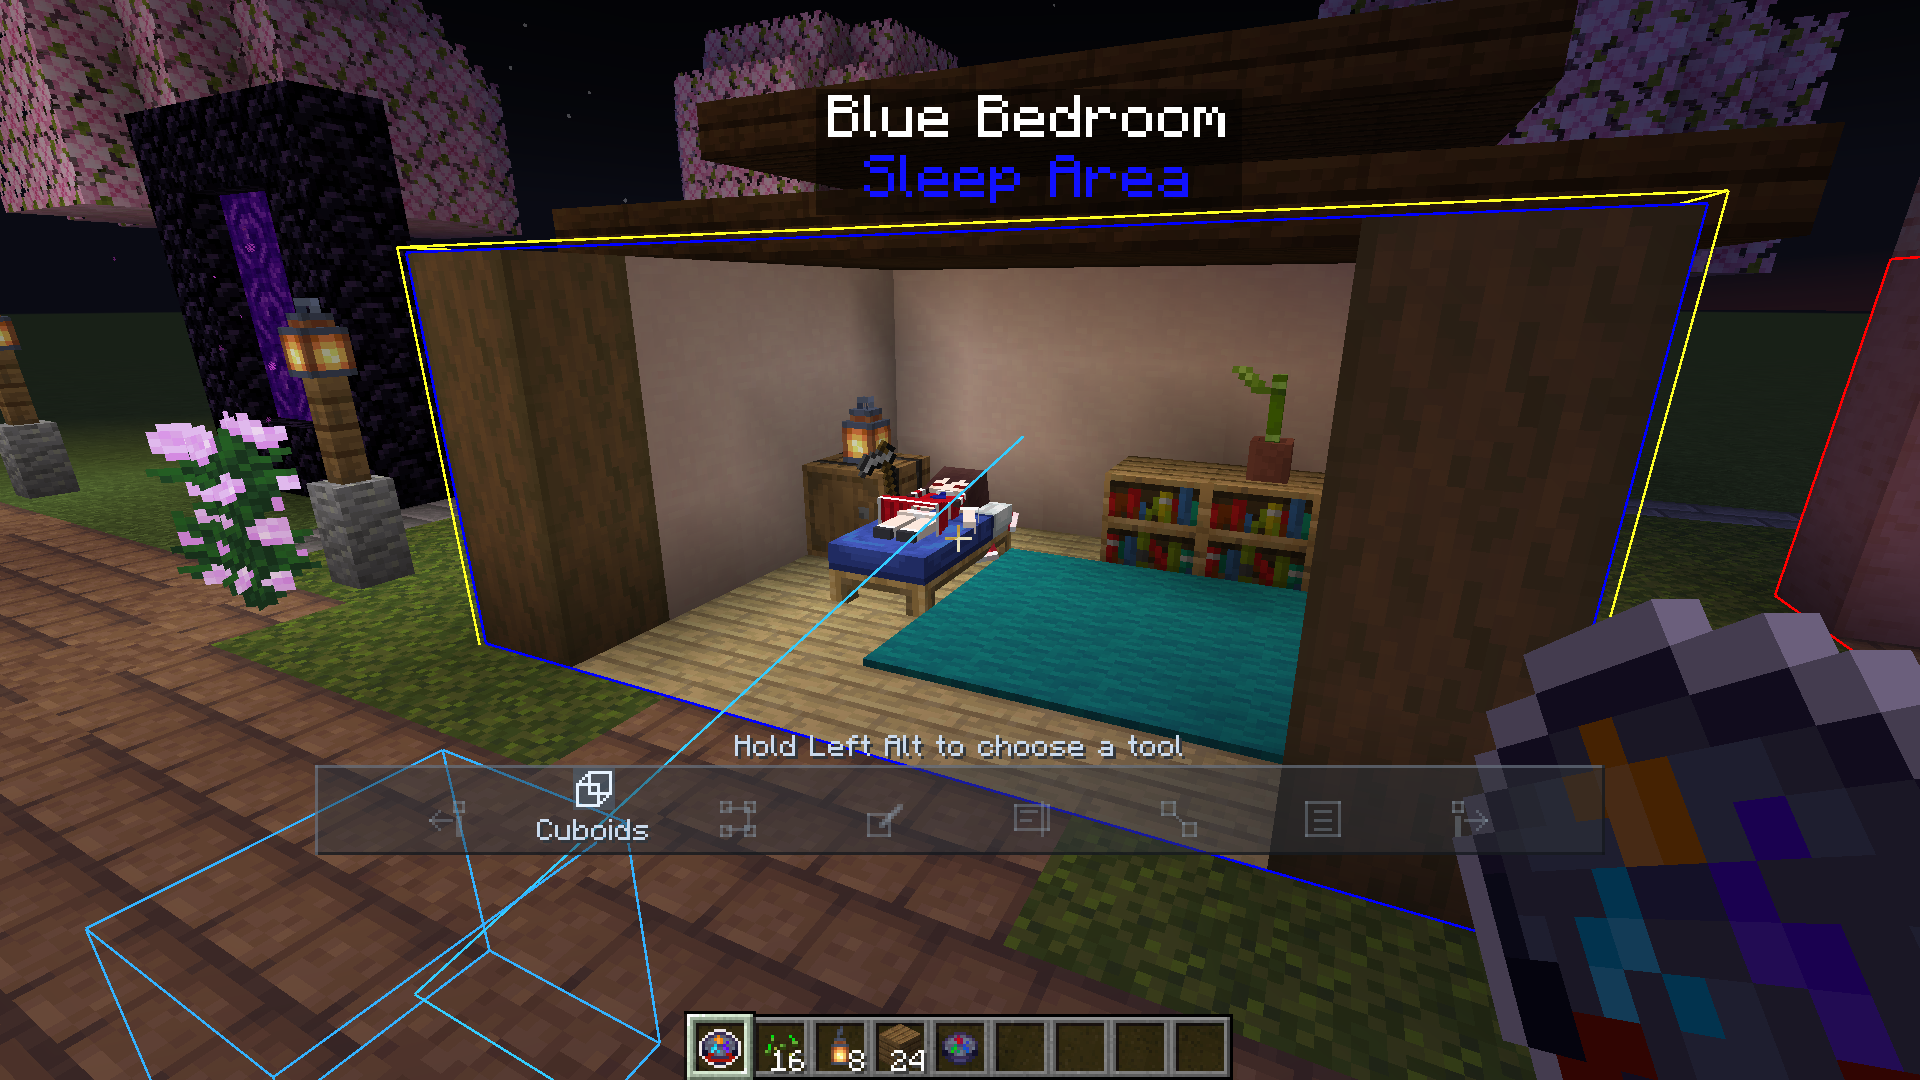 Blue Bedroom
Sleep Area
Hold Left Alt to choose a tool
Cuboids
16
8
24